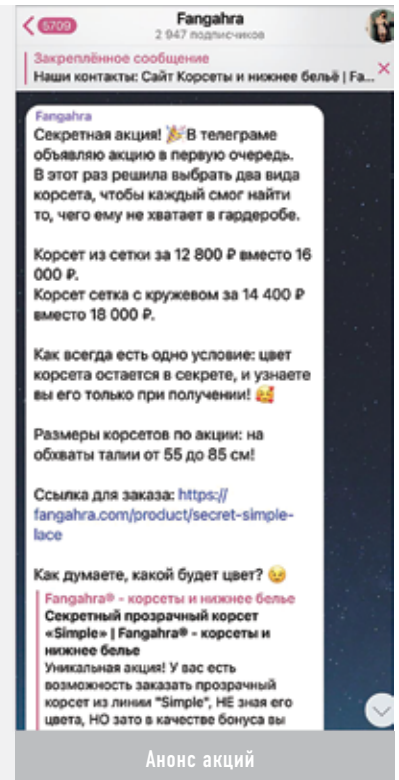 5709
Fangahra
2 947 подписчиков
Закреплённое сообщение
Наши контакты: Сайт Корсеты и нижнее бельё | Fa...
Fangahra
Секретная акция! 🎉 В телеграме
объявляю акцию в первую очередь.
В этот раз решила выбрать два вида
корсета, чтобы каждый смог найти
то, чего ему не хватает в гардеробе.
Корсет из сетки за 12 800 ₽ вместо 16
000 ₽.
Корсет сетка с кружевом за 14 400 ₽
вместо 18 000 ₽.
Как всегда есть одно условие: цвет
корсета остается в секрете, и узнаете
вы его только при получении! 🥰
Размеры корсетов по акции: на
обхваты талии от 55 до 85 см!
Ссылка для заказа: https://
fangahra.com/product/secret-simple-
lace
Как думаете, какой будет цвет? 😉
Fangahra® - корсеты и нижнее белье
Секретный прозрачный корсет
«Simple» | Fangahra® - корсеты и
нижнее белье
Уникальная акция! У вас есть
возможность заказать прозрачный
корсет из линии "Simple", НЕ зная его
цвета, НО зато в качестве бонуса вы
Анонс акций